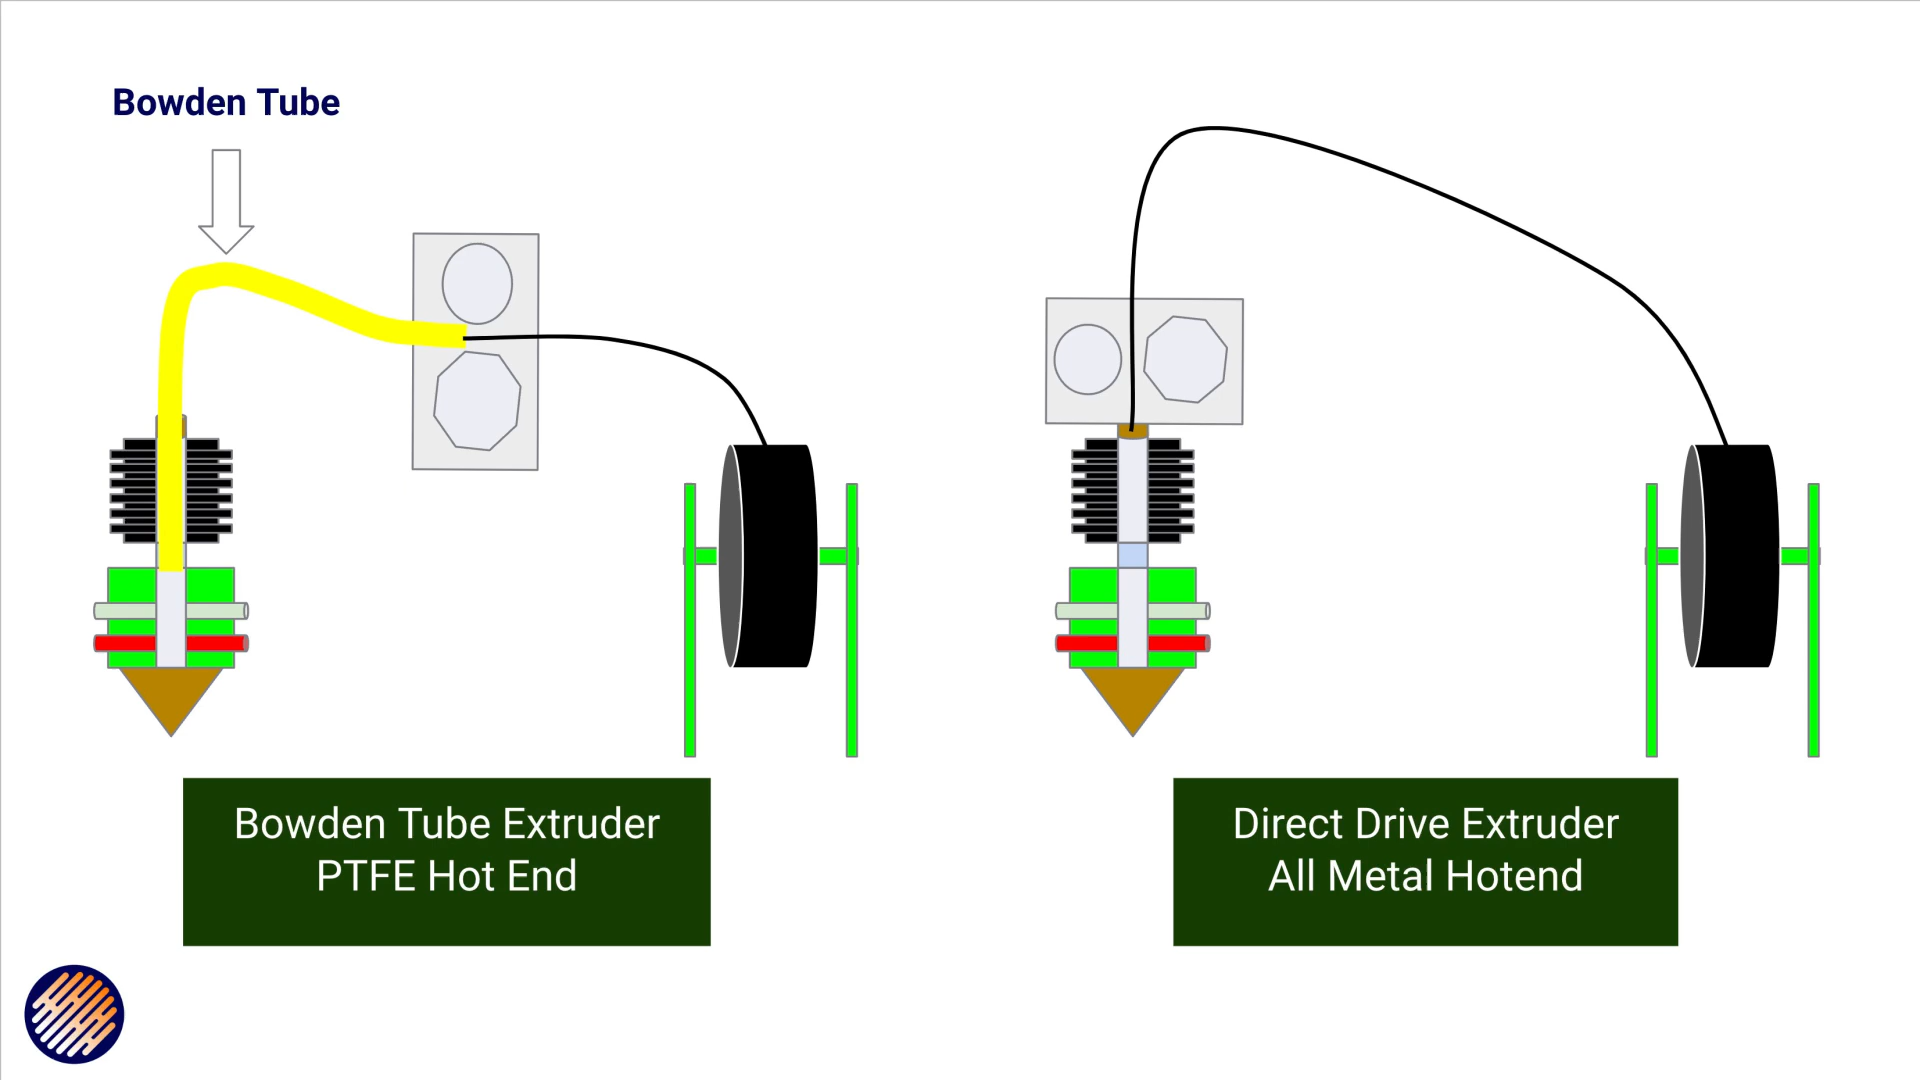 Bowden Tube
Bowden Tube Extruder
PTFE Hot End
Direct Drive Extruder
All Metal Hotend